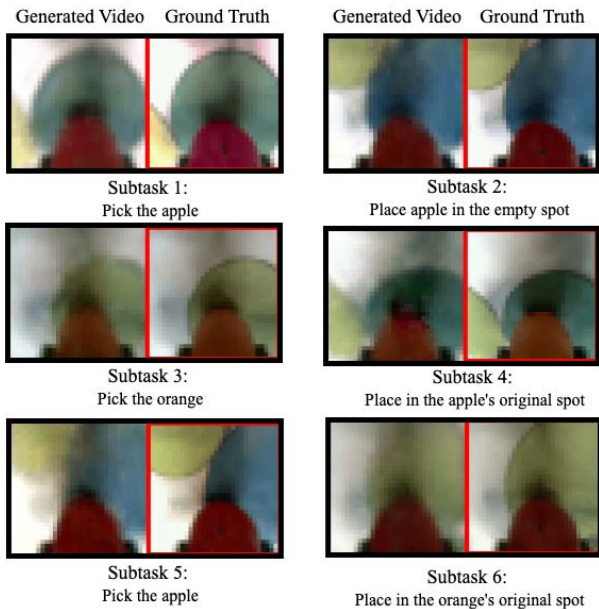 Generated Video Ground Truth Generated Video Ground Truth
Subtask 1:
Pick the apple
Subtask 2:
Place apple in the empty spot
Subtask 3:
Pick the orange
Subtask 4:
Place in the apple's original spot
Subtask 5:
Pick the apple
Subtask 6:
Place in the orange's original spot